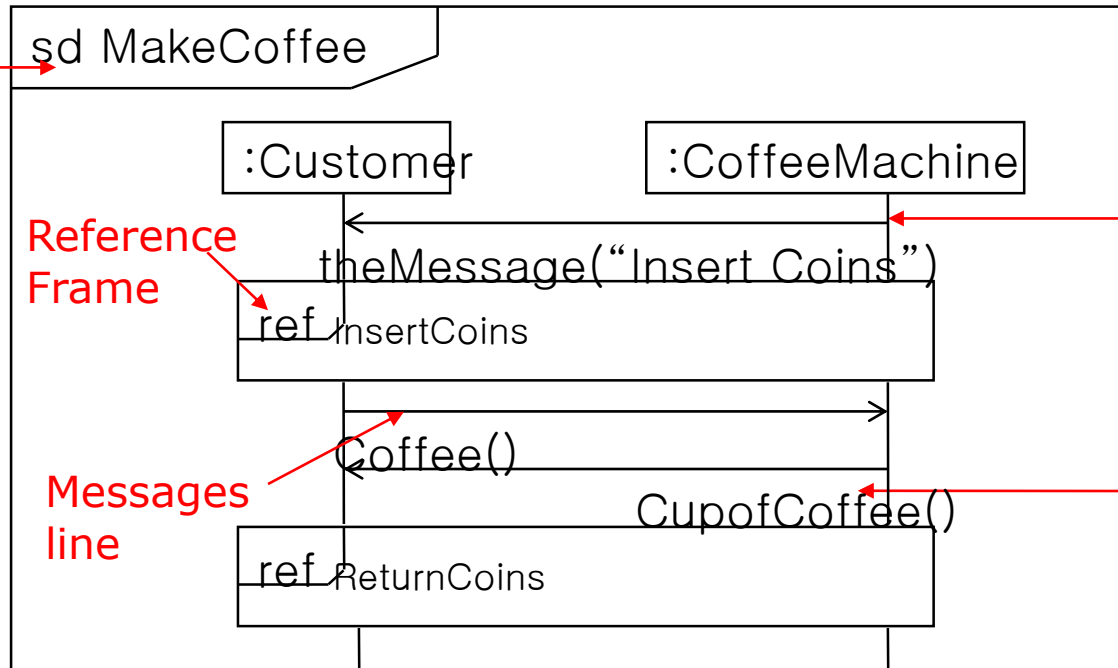 sd MakeCoffee
:Customer
:CoffeeMachine
Reference
Frame
theMessage(“Insert Coins”)
ref InsertCoins
Coffee()
Messages
line
CupofCoffee()
ref ReturnCoins